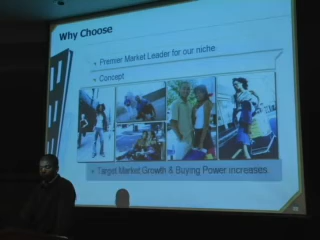 Why Choose
Premier Market Leader for our niche
Concept
Target Market Growth & Buying Power increases.